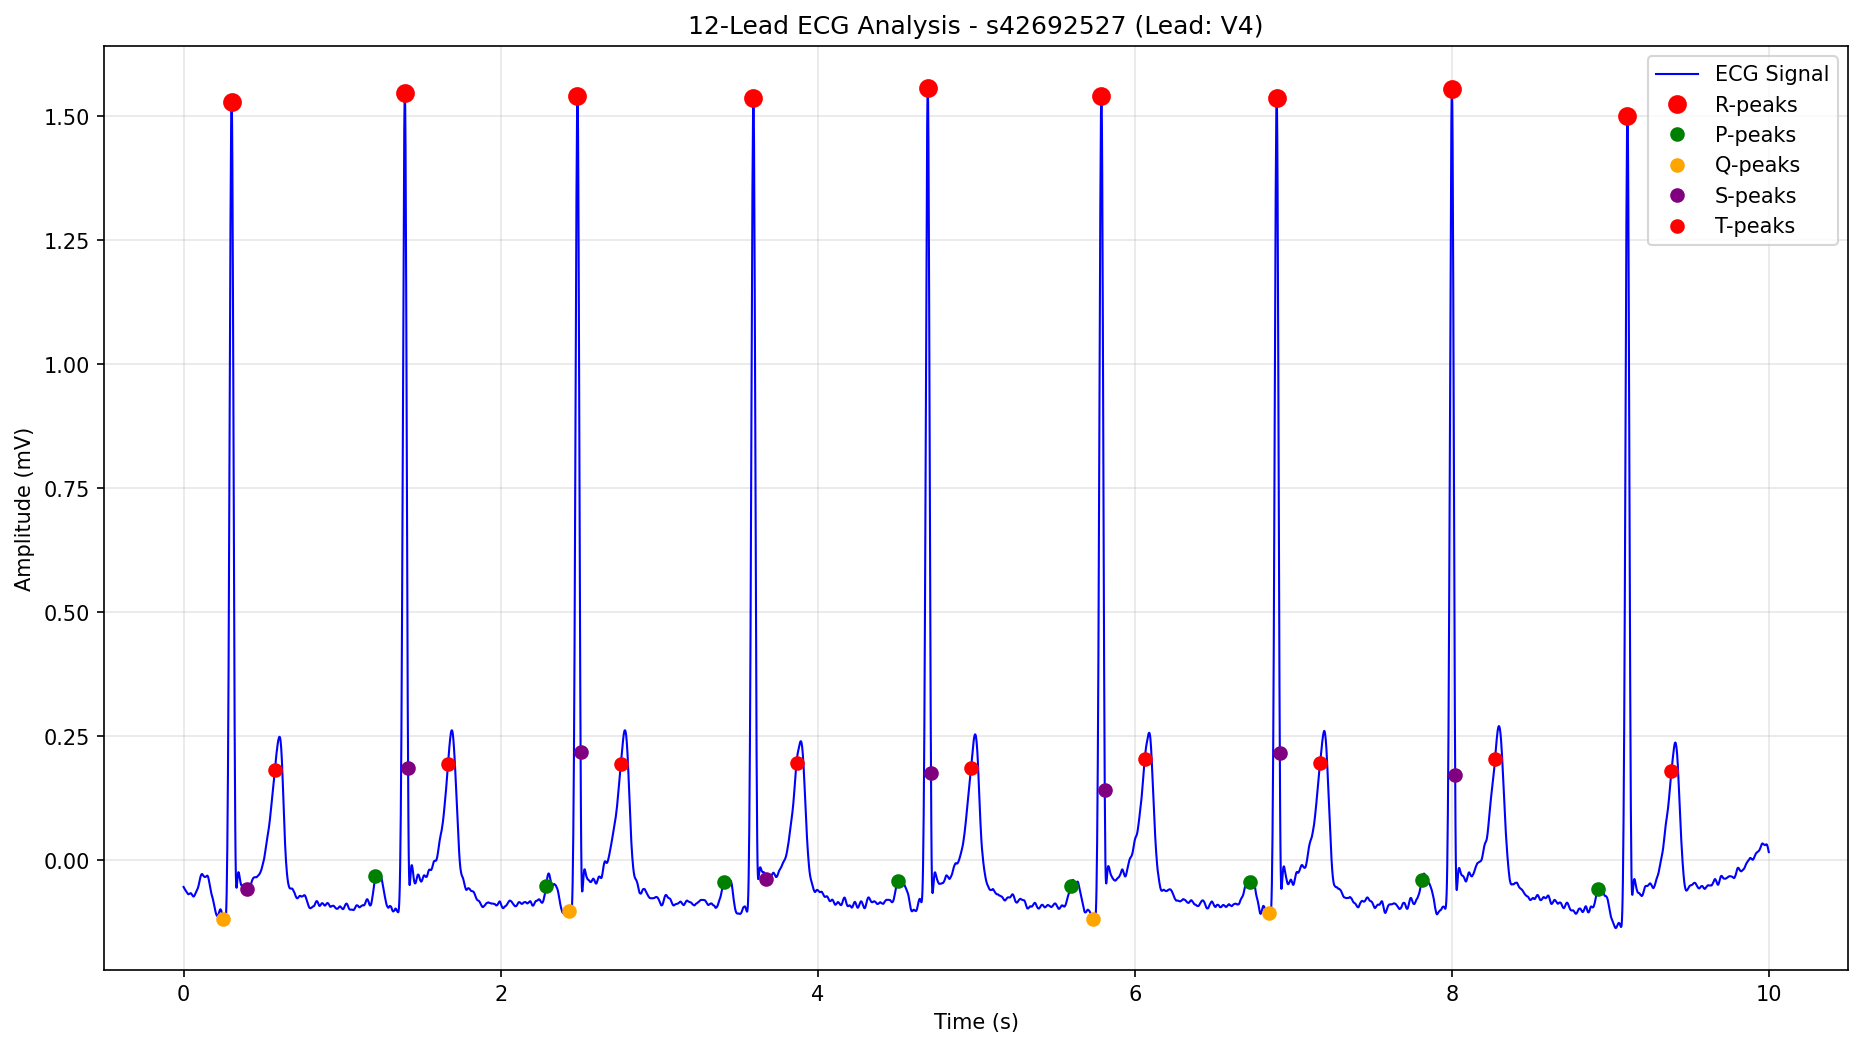 12-Lead ECG Analysis - s42692527 (Lead: V4)
ECG Signal
R-peaks
P-peaks
Q-peaks
S-peaks
T-peaks
1.50
1.25
1.00
0.75
0.50
0.25
0.00
Amplitude (mV)
0 2 4 6 8 10
Time (s)